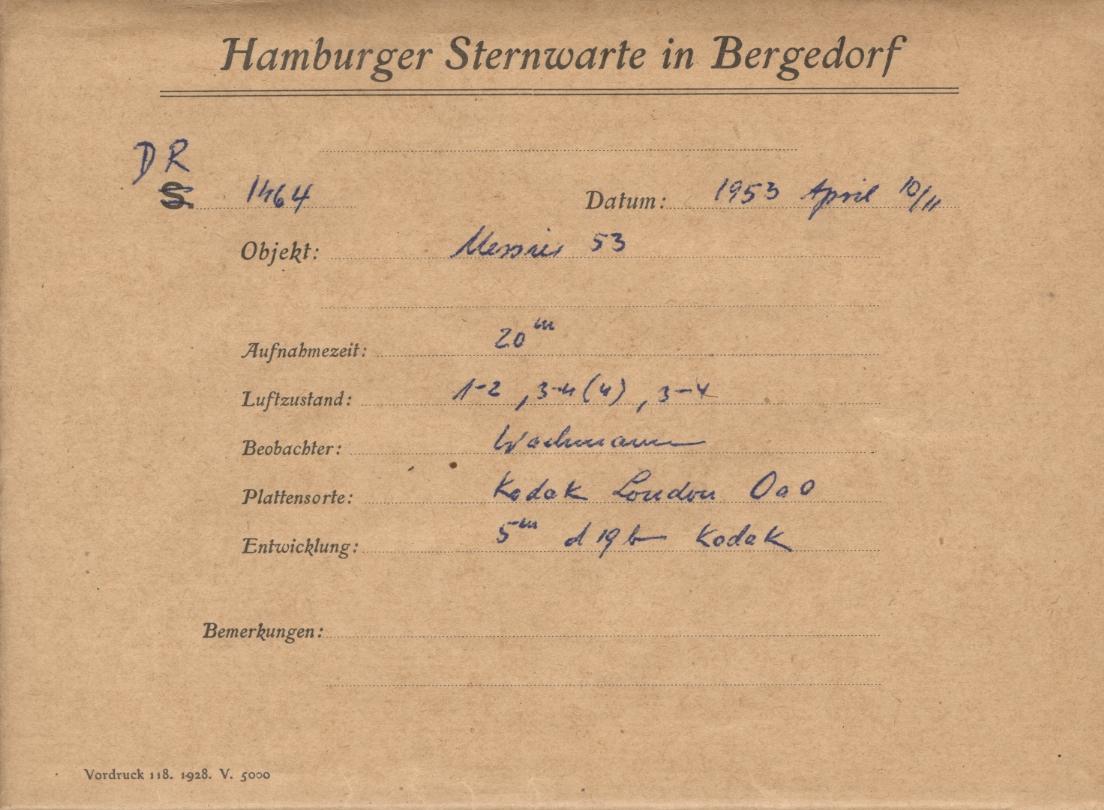 Hamburger Sternwarte in Bergedorf
DR
S. 1464 Datum: 1953 April 10/11
Objekt: Messier 53
Aufnahmezeit: 20ᵐ
Luftzustand: 1-2, 3-4(4), 3-4
Beobachter: Wachmann
Plattensorte: Kodak London OaO
Entwicklung: 5ᵐ d19b Kodak
Bemerkungen:
Vordruck 118. 1928. V. 5000